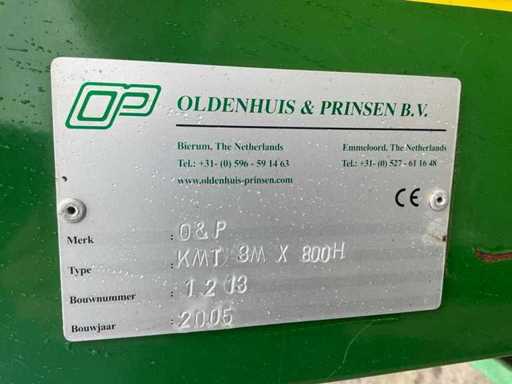 OP OLDENHUIS & PRINSEN B.V.
Bierum, The Netherlands Emmeloord, The Netherlands
Tel.: +31- (0) 596 - 59 14 63 Tel.: +31- (0) 527 - 61 16 48
www.oldenhuis-prinsen.com
CE
Merk : O&P
Type : KMT 3M X 800H
Bouwnummer : 1213
Bouwjaar : 2005